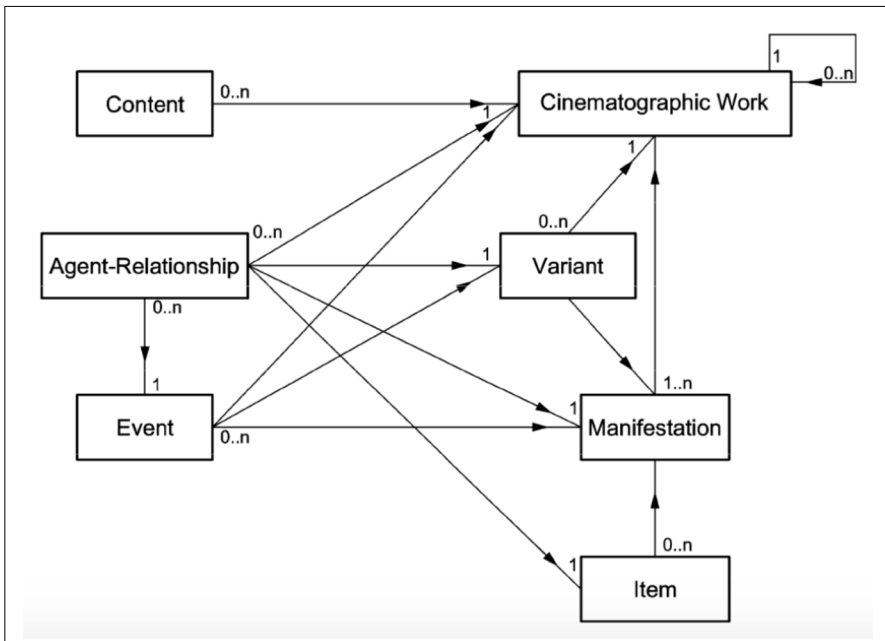 1
0..n
Content
0..n
Cinematographic Work
1
1
0..n
0..n
Agent-Relationship
1
Variant
0..n
1
1..n
Event
0..n
1
Manifestation
0..n
1
Item